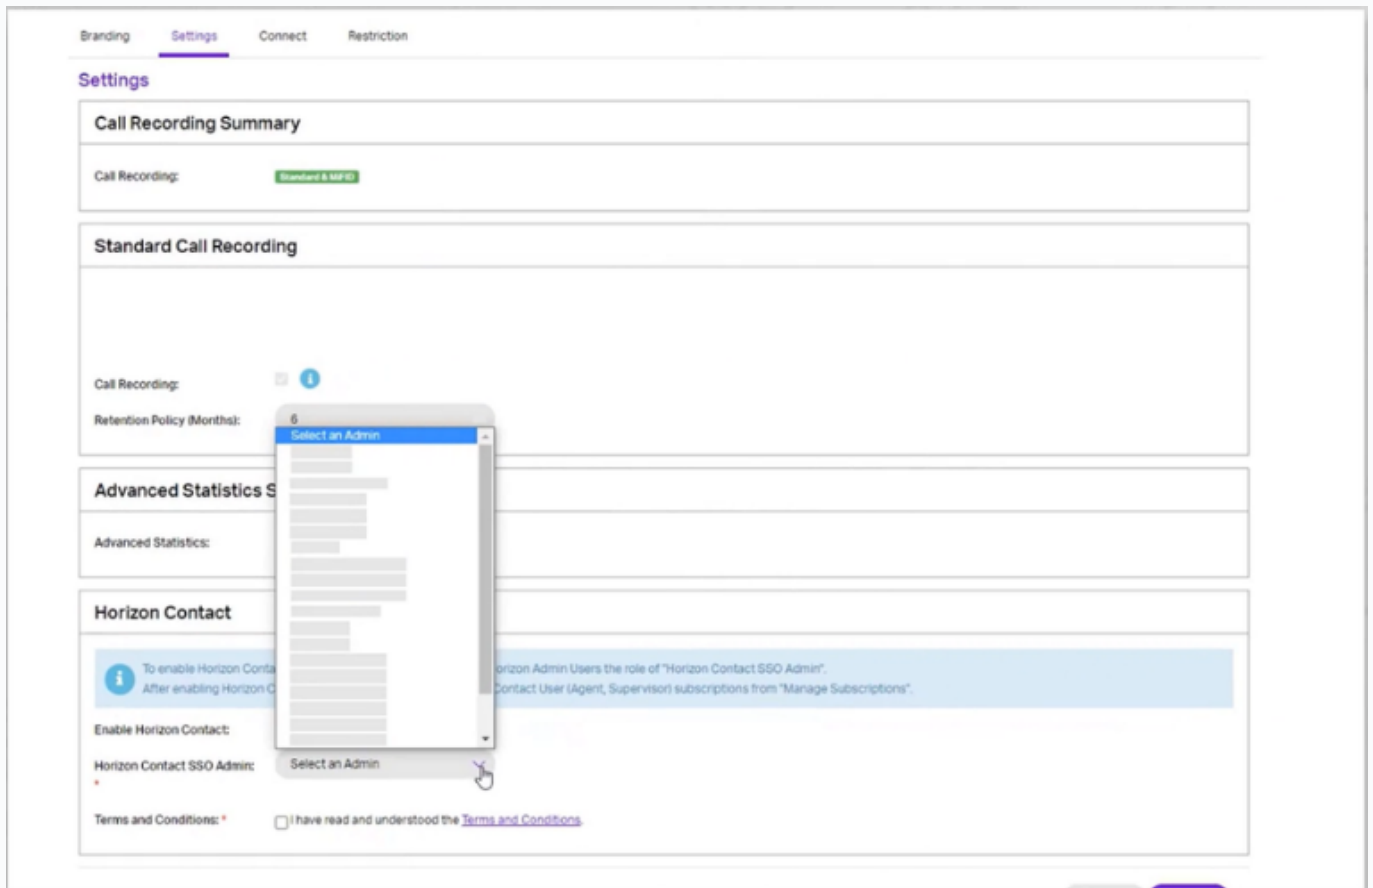 Branding Settings Connect Restriction
Settings
Call Recording Summary
Call Recording: Standard & MiFID
Standard Call Recording
Call Recording:
Retention Policy (Months): 6
Select an Admin
Advanced Statistics S
Advanced Statistics:
Horizon Contact
To enable Horizon Conta orizon Admin Users the role of "Horizon Contact SSO Admin".
After enabling Horizon C Contact User (Agent, Supervisor) subscriptions from "Manage Subscriptions".
Enable Horizon Contact:
Horizon Contact SSO Admin: Select an Admin
*
Terms and Conditions: * I have read and understood the Terms and Conditions.